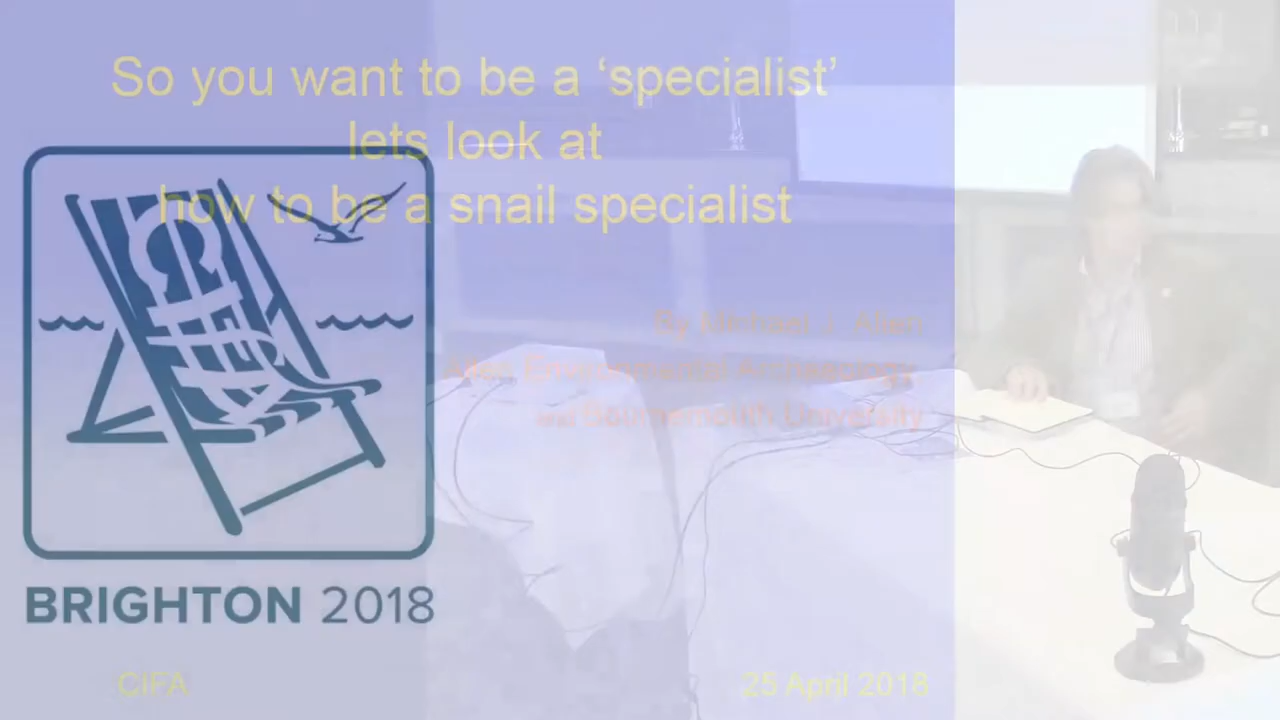 So you want to be a ‘specialist’
lets look at
how to be a snail specialist
By Michael J. Allen
Allen Environmental Archaeology
and Bournemouth University
BRIGHTON 2018
CIFA
25 April 2018